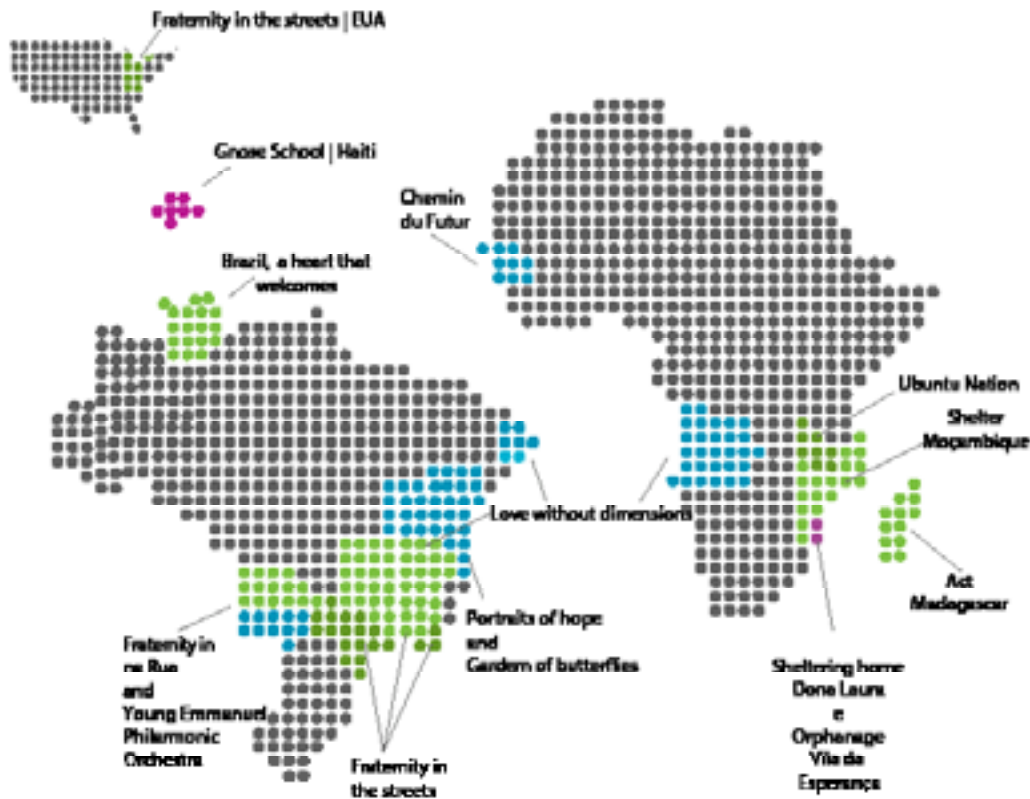 Fraternity in the streets | EUA
Gnose School | Haiti
Chemin
du Futur
Brazil, a heart that
welcomes
Ubuntu Nation
Shelter
Moçambique
Love without dimensions
Act
Madagascar
Portraits of hope
and
Gardem of butterflies
Fraternity in
na Rua
and
Young Emmanuel
Philarmonic
Orchestra
Sheltering home
Dona Laura
e
Orphanage
Vila da
Esperança
Fraternity in
the streets